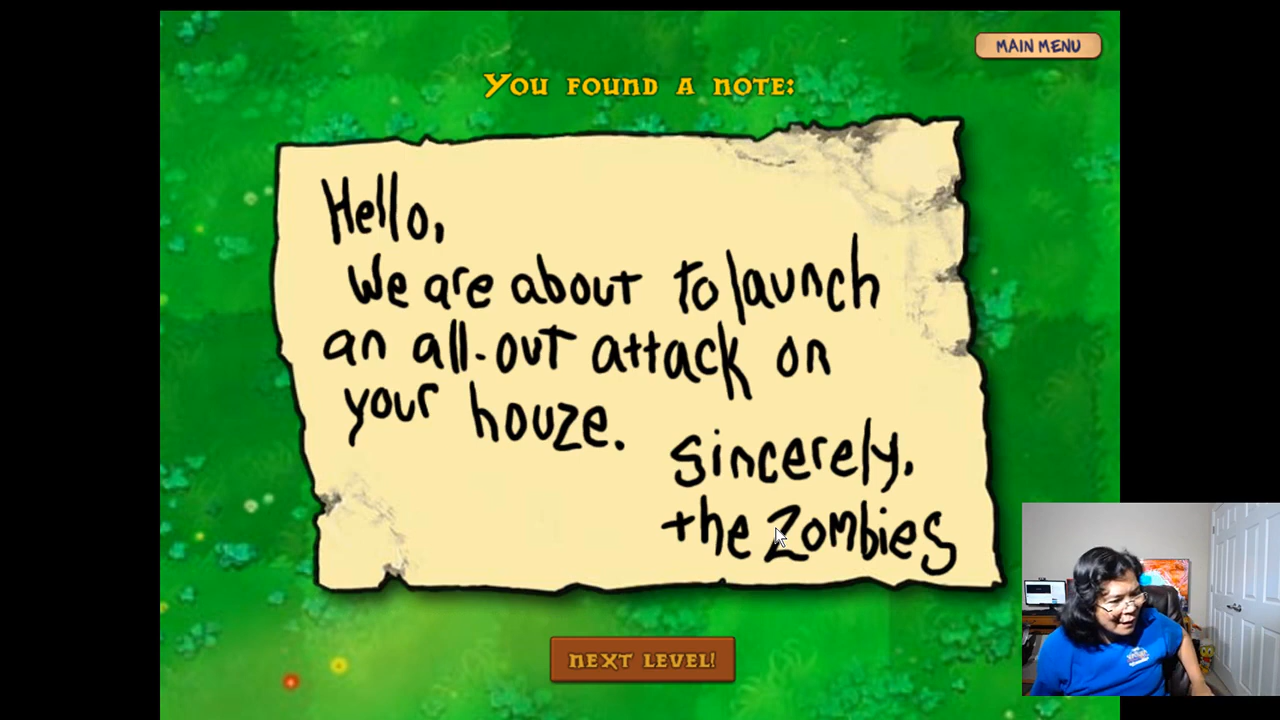 MAIN MENU
YOU FOUND A NOTE:
Hello,
We are about to launch
an all-out attack on
your houze.
Sincerely,
the Zombies
NEXT LEVEL!